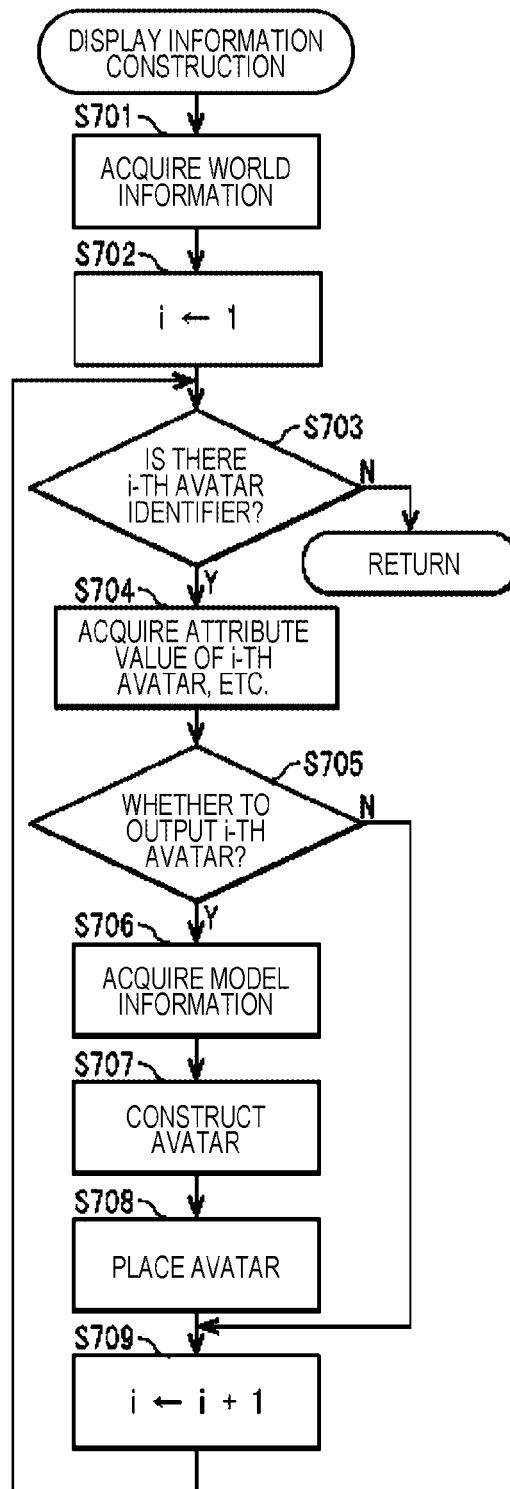 DISPLAY INFORMATION
CONSTRUCTION
S701
ACQUIRE WORLD
INFORMATION
S702
i ← 1
S703
IS THERE
i-TH AVATAR
IDENTIFIER?
N
RETURN
Y
S704
ACQUIRE ATTRIBUTE
VALUE OF i-TH
AVATAR, ETC.
S705
WHETHER TO
OUTPUT i-TH
AVATAR?
N
Y
S706
ACQUIRE MODEL
INFORMATION
S707
CONSTRUCT
AVATAR
S708
PLACE AVATAR
S709
i ← i + 1